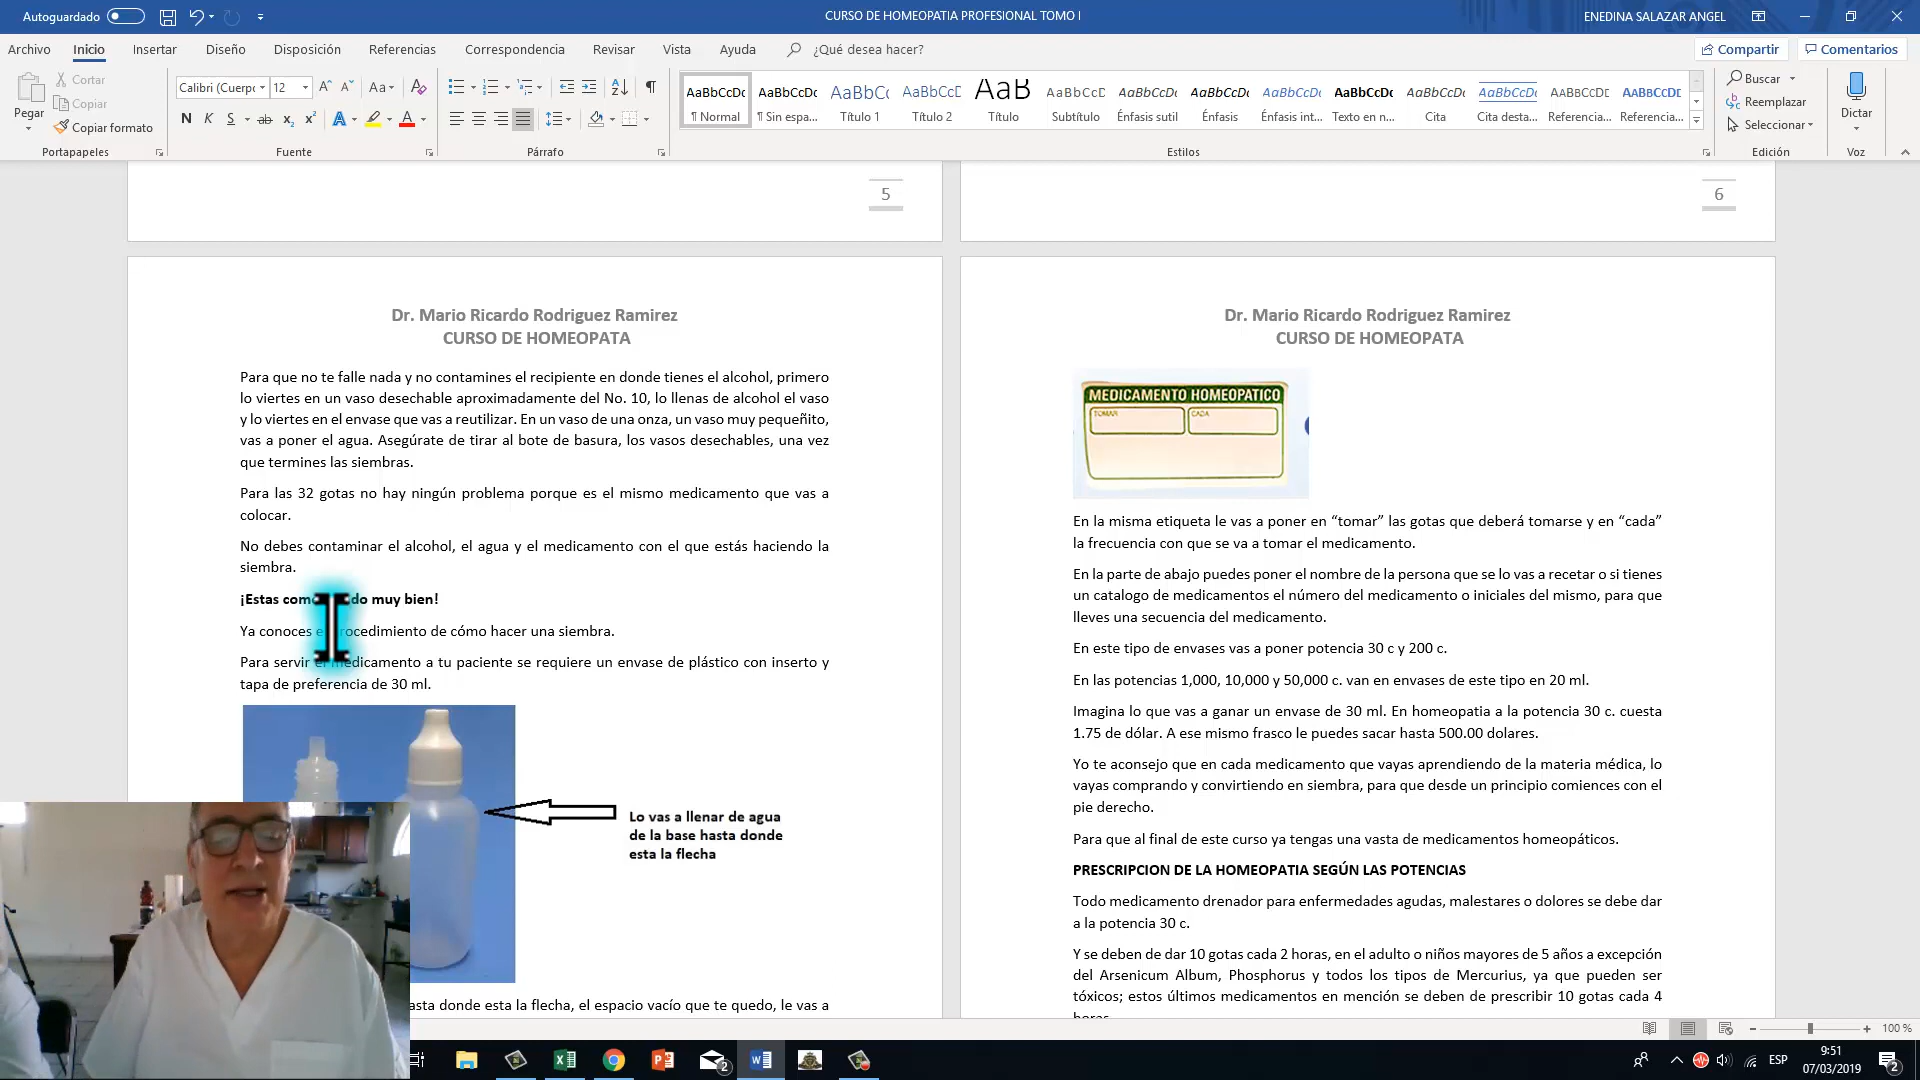 Autoguardado
CURSO DE HOMEOPATIA PROFESIONAL TOMO I
ENEDINA SALAZAR ANGEL
Archivo Inicio Insertar Diseño Disposición Referencias Correspondencia Revisar Vista Ayuda ¿Qué desea hacer? Compartir Comentarios
Pegar
Cortar
Copiar
Copiar formato
Portapapeles
Calibri (Cuerpo 12
N K S ab x₂ x² A A
Fuente
Párrafo
AaBbCcDc AaBbCcDc AaBbCc AaBbCcD AaB AaBbCcD AaBbCcDc AaBbCcDc AaBbCcDc AaBbCcDc AaBbCcDc AaBbCcDc AABBCCDE AABBCCDE
¶ Normal ¶ Sin espa... Título 1 Título 2 Título Subtítulo Énfasis sutil Énfasis Énfasis int... Texto en n... Cita Cita desta... Referencia... Referencia...
Estilos
Buscar
Reemplazar
Seleccionar
Edición
Dictar
Voz
5
6
Dr. Mario Ricardo Rodriguez Ramirez
CURSO DE HOMEOPATA
Para que no te falle nada y no contamines el recipiente en donde tienes el alcohol, primero
lo viertes en un vaso desechable aproximadamente del No. 10, lo llenas de alcohol el vaso
y lo viertes en el envase que vas a reutilizar. En un vaso de una onza, un vaso muy pequeñito,
vas a poner el agua. Asegúrate de tirar al bote de basura, los vasos desechables, una vez
que termines las siembras.
Para las 32 gotas no hay ningún problema porque es el mismo medicamento que vas a
colocar.
No debes contaminar el alcohol, el agua y el medicamento con el que estás haciendo la
siembra.
¡Estas com do muy bien!
Ya conoces e rocedimiento de cómo hacer una siembra.
Para servir el medicamento a tu paciente se requiere un envase de plástico con inserto y
tapa de preferencia de 30 ml.
Lo vas a llenar de agua
de la base hasta donde
esta la flecha
asta donde esta la flecha, el espacio vacío que te quedo, le vas a
Dr. Mario Ricardo Rodriguez Ramirez
CURSO DE HOMEOPATA
MEDICAMENTO HOMEOPATICO
TOMAR CADA
En la misma etiqueta le vas a poner en “tomar” las gotas que deberá tomarse y en “cada”
la frecuencia con que se va a tomar el medicamento.
En la parte de abajo puedes poner el nombre de la persona que se lo vas a recetar o si tienes
un catalogo de medicamentos el número del medicamento o iniciales del mismo, para que
lleves una secuencia del medicamento.
En este tipo de envases vas a poner potencia 30 c y 200 c.
En las potencias 1,000, 10,000 y 50,000 c. van en envases de este tipo en 20 ml.
Imagina lo que vas a ganar un envase de 30 ml. En homeopatia a la potencia 30 c. cuesta
1.75 de dólar. A ese mismo frasco le puedes sacar hasta 500.00 dolares.
Yo te aconsejo que en cada medicamento que vayas aprendiendo de la materia médica, lo
vayas comprando y convirtiendo en siembra, para que desde un principio comiences con el
pie derecho.
Para que al final de este curso ya tengas una vasta de medicamentos homeopáticos.
PRESCRIPCION DE LA HOMEOPATIA SEGÚN LAS POTENCIAS
Todo medicamento drenador para enfermedades agudas, malestares o dolores se debe dar
a la potencia 30 c.
Y se deben de dar 10 gotas cada 2 horas, en el adulto o niños mayores de 5 años a excepción
del Arsenicum Album, Phosphorus y todos los tipos de Mercurius, ya que pueden ser
tóxicos; estos últimos medicamentos en mención se deben de prescribir 10 gotas cada 4
horas.
100 %
2
ESP
9:51
07/03/2019
2